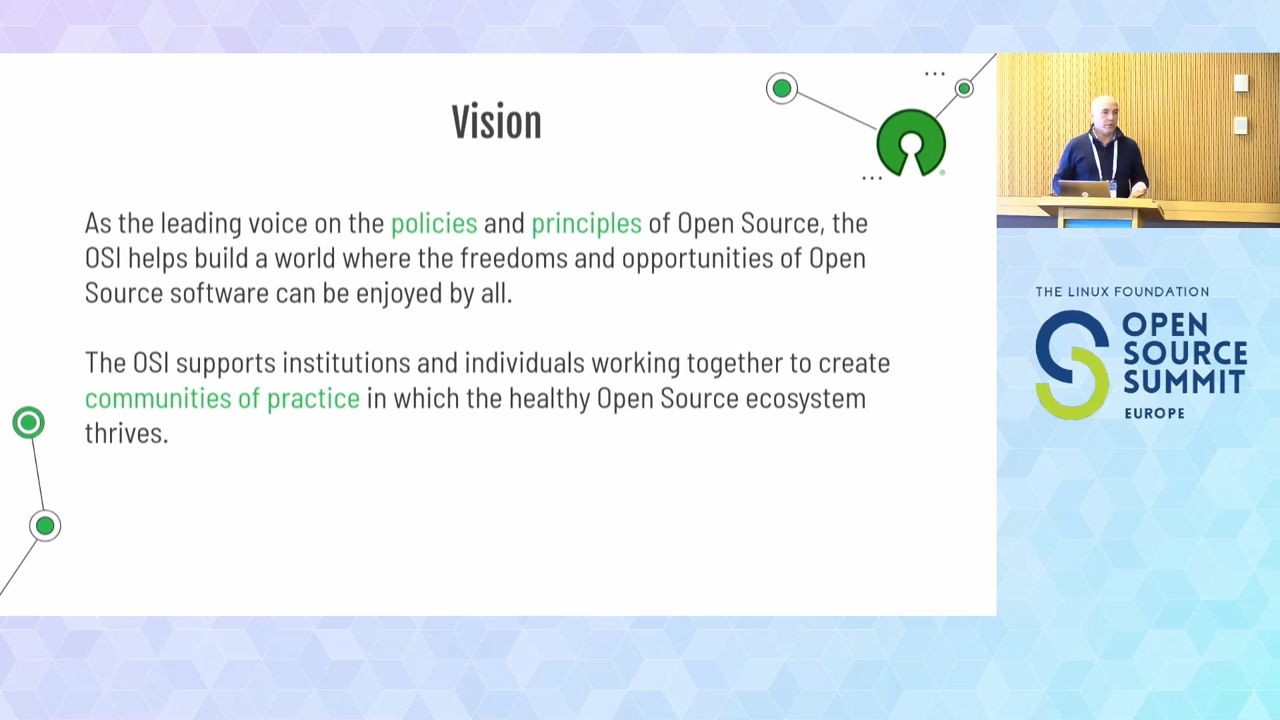 Vision
As the leading voice on the policies and principles of Open Source, the
OSI helps build a world where the freedoms and opportunities of Open
Source software can be enjoyed by all.
The OSI supports institutions and individuals working together to create
communities of practice in which the healthy Open Source ecosystem
thrives.
THE LINUX FOUNDATION
OPEN
SOURCE
SUMMIT
EUROPE